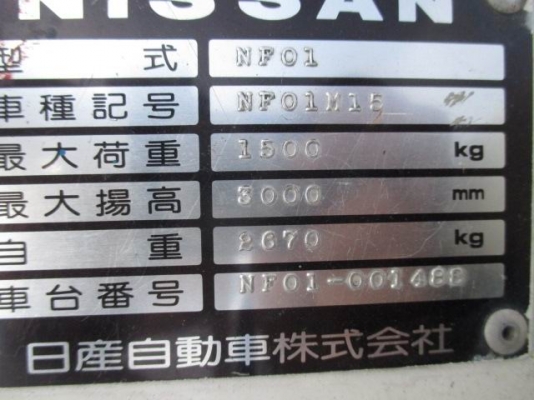 NISSAN
型式 NF01
車種記号 NF01M15
最大荷重 1500 kg
最大揚高 3000 mm
自重 2670 kg
車台番号 NF01-001488
日産自動車株式会社